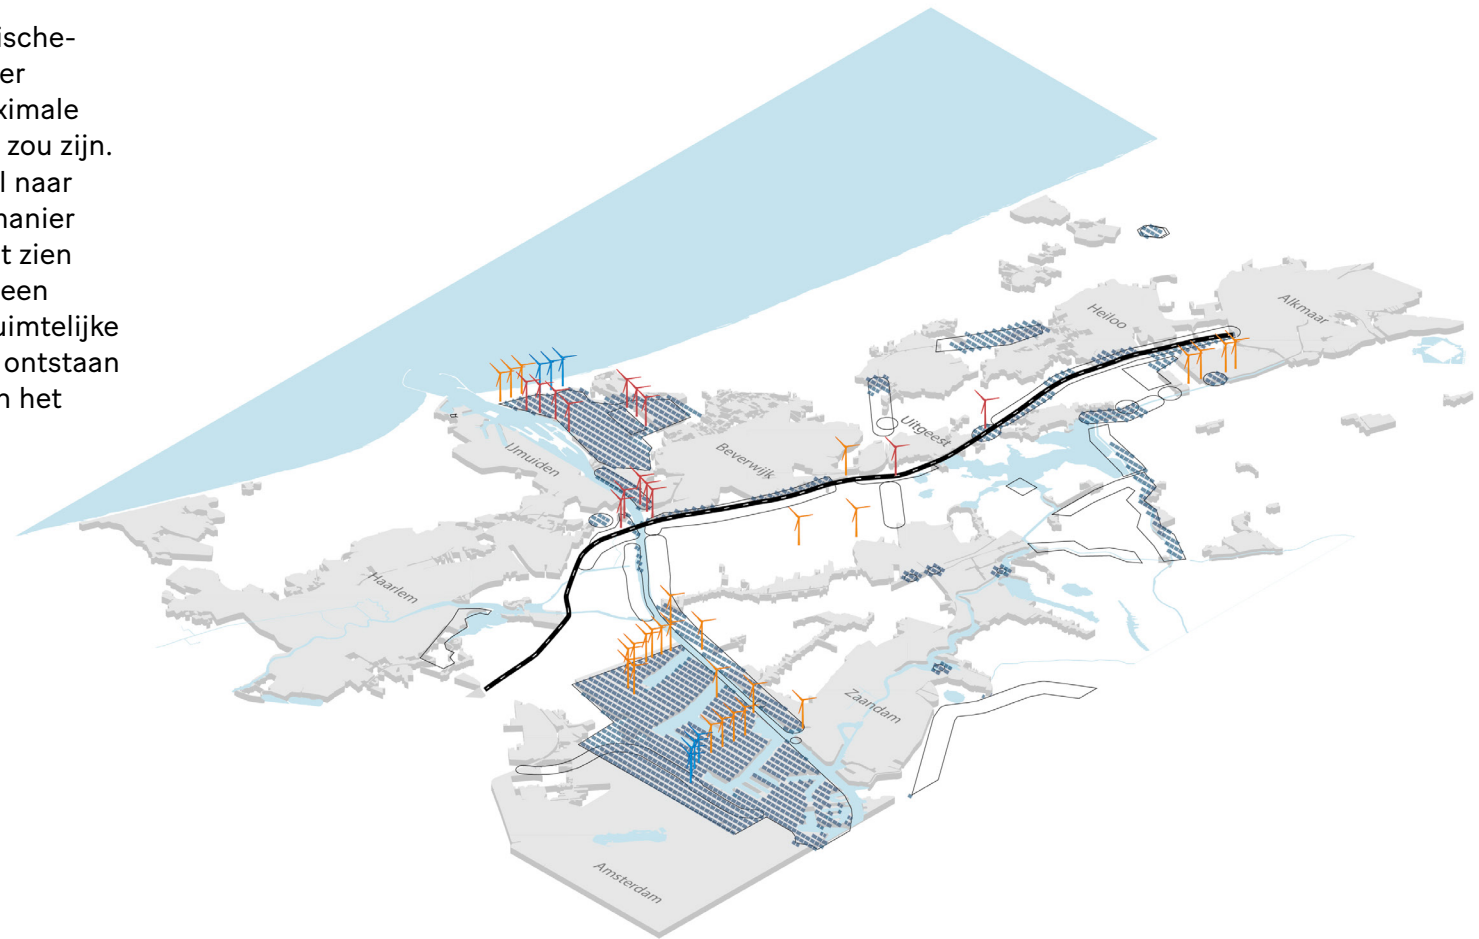 ische-
er
ximale
zou zijn.
l naar
nanier
t zien
een
uimtelijke
ontstaan
n het
Alkmaar
Heiloo
Uitgeest
Beverwijk
IJmuiden
Haarlem
Zaandam
Amsterdam